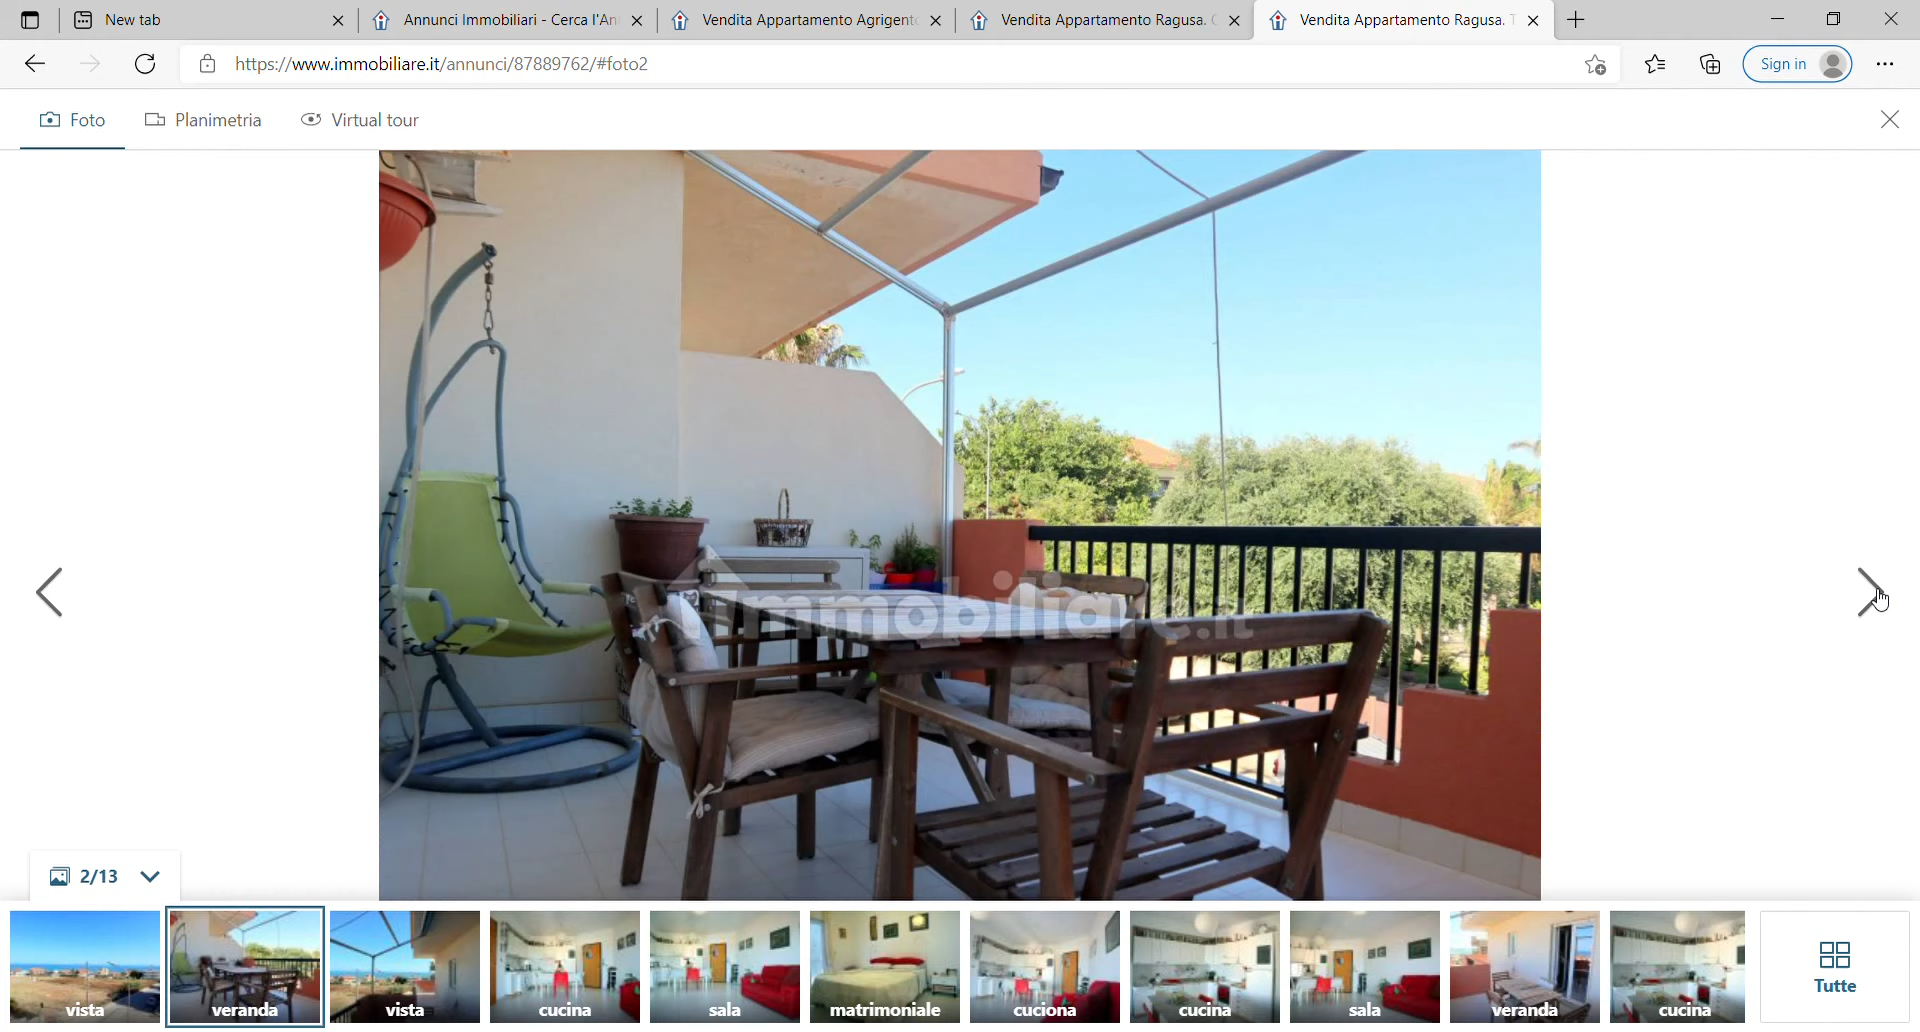 New tab
Annunci Immobiliari - Cerca l'An
Vendita Appartamento Agrigent
Vendita Appartamento Ragusa. C
Vendita Appartamento Ragusa. T
https://www.immobiliare.it/annunci/87889762/#foto2
Sign in
Foto
Planimetria
Virtual tour
immobiliare.it
2/13
vista
veranda
vista
cucina
sala
matrimoniale
cuciona
cucina
sala
veranda
cucina
Tutte